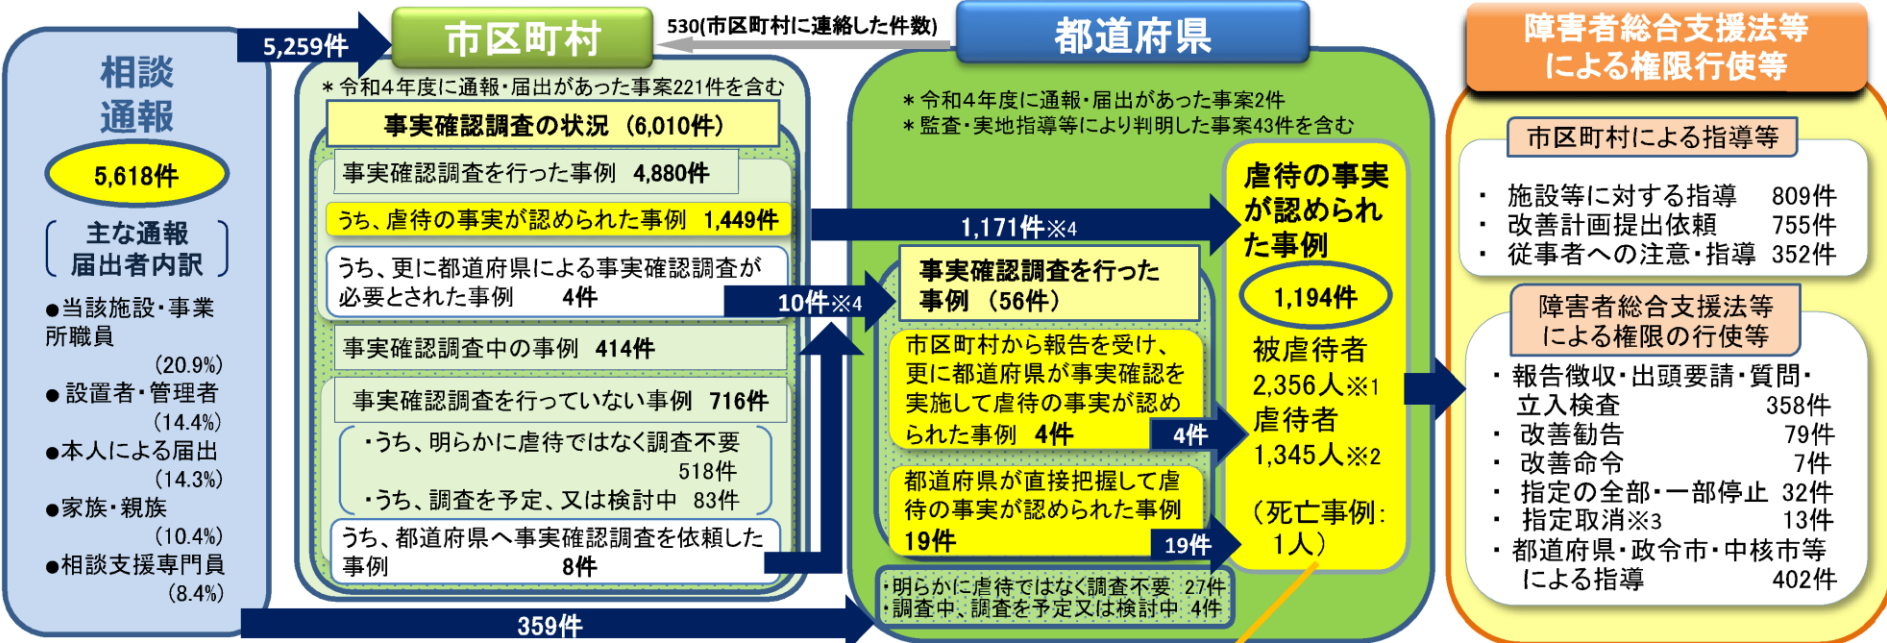 相談
通報
5,618件
主な通報
届出者内訳
●当該施設・事業
所職員
(20.9%)
●設置者・管理者
(14.4%)
●本人による届出
(14.3%)
●家族・親族
(10.4%)
●相談支援専門員
(8.4%)
5,259件
359件
市区町村
530(市区町村に連絡した件数)
＊令和4年度に通報・届出があった事案221件を含む
事実確認調査の状況 (6,010件)
事実確認調査を行った事例 4,880件
うち、虐待の事実が認められた事例 1,449件
うち、更に都道府県による事実確認調査が
必要とされた事例 4件
事実確認調査中の事例 414件
事実確認調査を行っていない事例 716件
・うち、明らかに虐待ではなく調査不要
518件
・うち、調査を予定、又は検討中 83件
うち、都道府県へ事実確認調査を依頼した
事例 8件
10件※4
1,171件※4
都道府県
＊令和4年度に通報・届出があった事案2件
＊監査・実地指導等により判明した事案43件を含む
事実確認調査を行った
事例 (56件)
市区町村から報告を受け、
更に都道府県が事実確認を
実施して虐待の事実が認め
られた事例 4件
4件
都道府県が直接把握して虐
待の事実が認められた事例
19件
19件
・明らかに虐待ではなく調査不要 27件
・調査中、調査を予定又は検討中 4件
虐待の事実
が認められ
た事例
1,194件
被虐待者
2,356人※1
虐待者
1,345人※2
(死亡事例:
1人)
障害者総合支援法等
による権限行使等
市区町村による指導等
・ 施設等に対する指導 809件
・ 改善計画提出依頼 755件
・ 従事者への注意・指導 352件
障害者総合支援法等
による権限の行使等
・ 報告徴収・出頭要請・質問・
立入検査 358件
・ 改善勧告 79件
・ 改善命令 7件
・ 指定の全部・一部停止 32件
・ 指定取消※3 13件
・ 都道府県・政令市・中核市等
による指導 402件